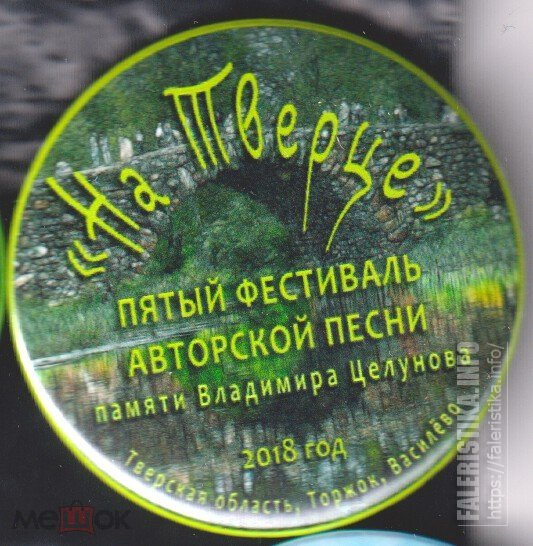 «На Тверце»
ПЯТЫЙ ФЕСТИВАЛЬ
АВТОРСКОЙ ПЕСНИ
памяти Владимира Целунова
2018 год
Тверская область, Торжок, Василёво
FALERISTIKA.INFO
https://faleristika.info/
мешок